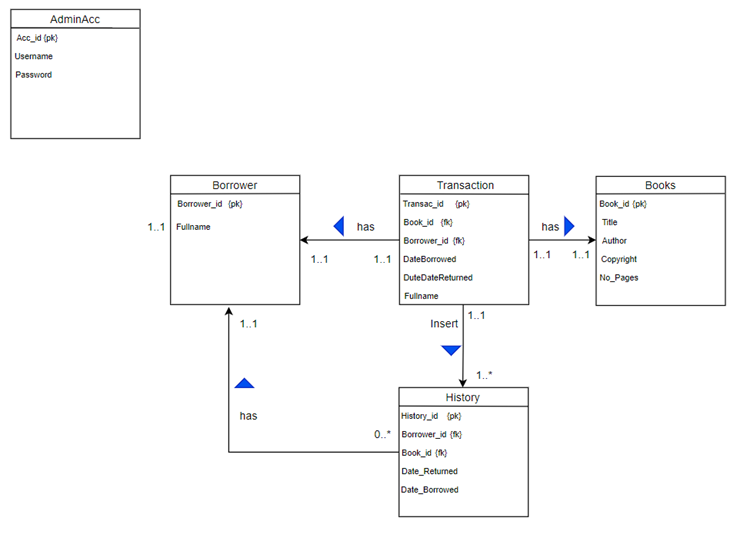 AdminAcc
Acc_id {pk}
Username
Password
Borrower
Borrower_id {pk}
Fullname
1..1
has
1..1
1..1
Transaction
Transac_id {pk}
Book_id {fk}
Borrower_id {fk}
DateBorrowed
DuteDateReturned
Fullname
has
1..1
1..1
Books
Book_id {pk}
Title
Author
Copyright
No_Pages
1..1
Insert
1..*
1..1
has
0..*
History
History_id {pk}
Borrower_id {fk}
Book_id {fk}
Date_Returned
Date_Borrowed